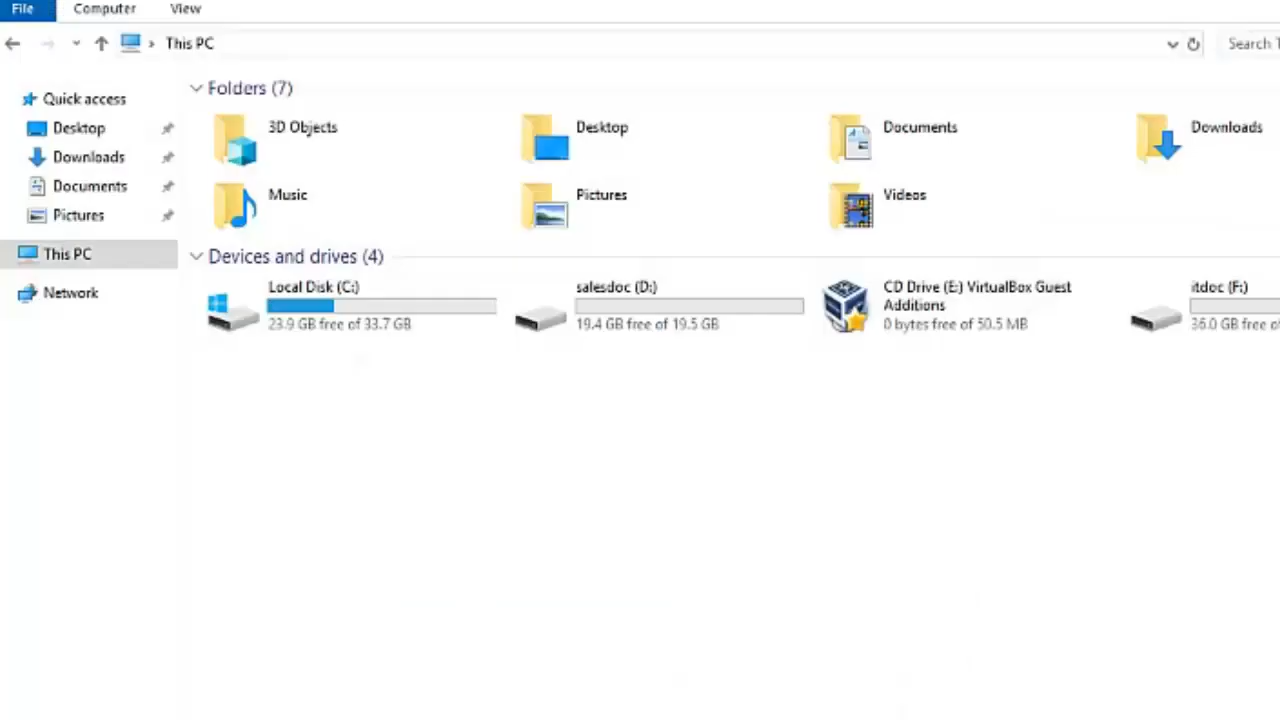 File Computer View
This PC
Search T
Quick access
Desktop
Downloads
Documents
Pictures
This PC
Network
Folders (7)
3D Objects
Desktop
Documents
Downloads
Music
Pictures
Videos
Devices and drives (4)
Local Disk (C:)
23.9 GB free of 33.7 GB
salesdoc (D:)
19.4 GB free of 19.5 GB
CD Drive (E:) VirtualBox Guest
Additions
0 bytes free of 50.5 MB
itdoc (F:)
36.0 GB free of